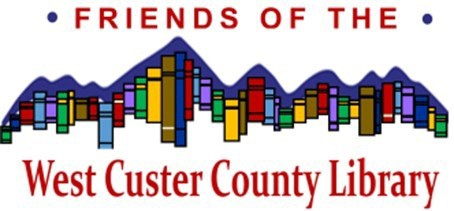 • FRIENDS OF THE •
West Custer County Library